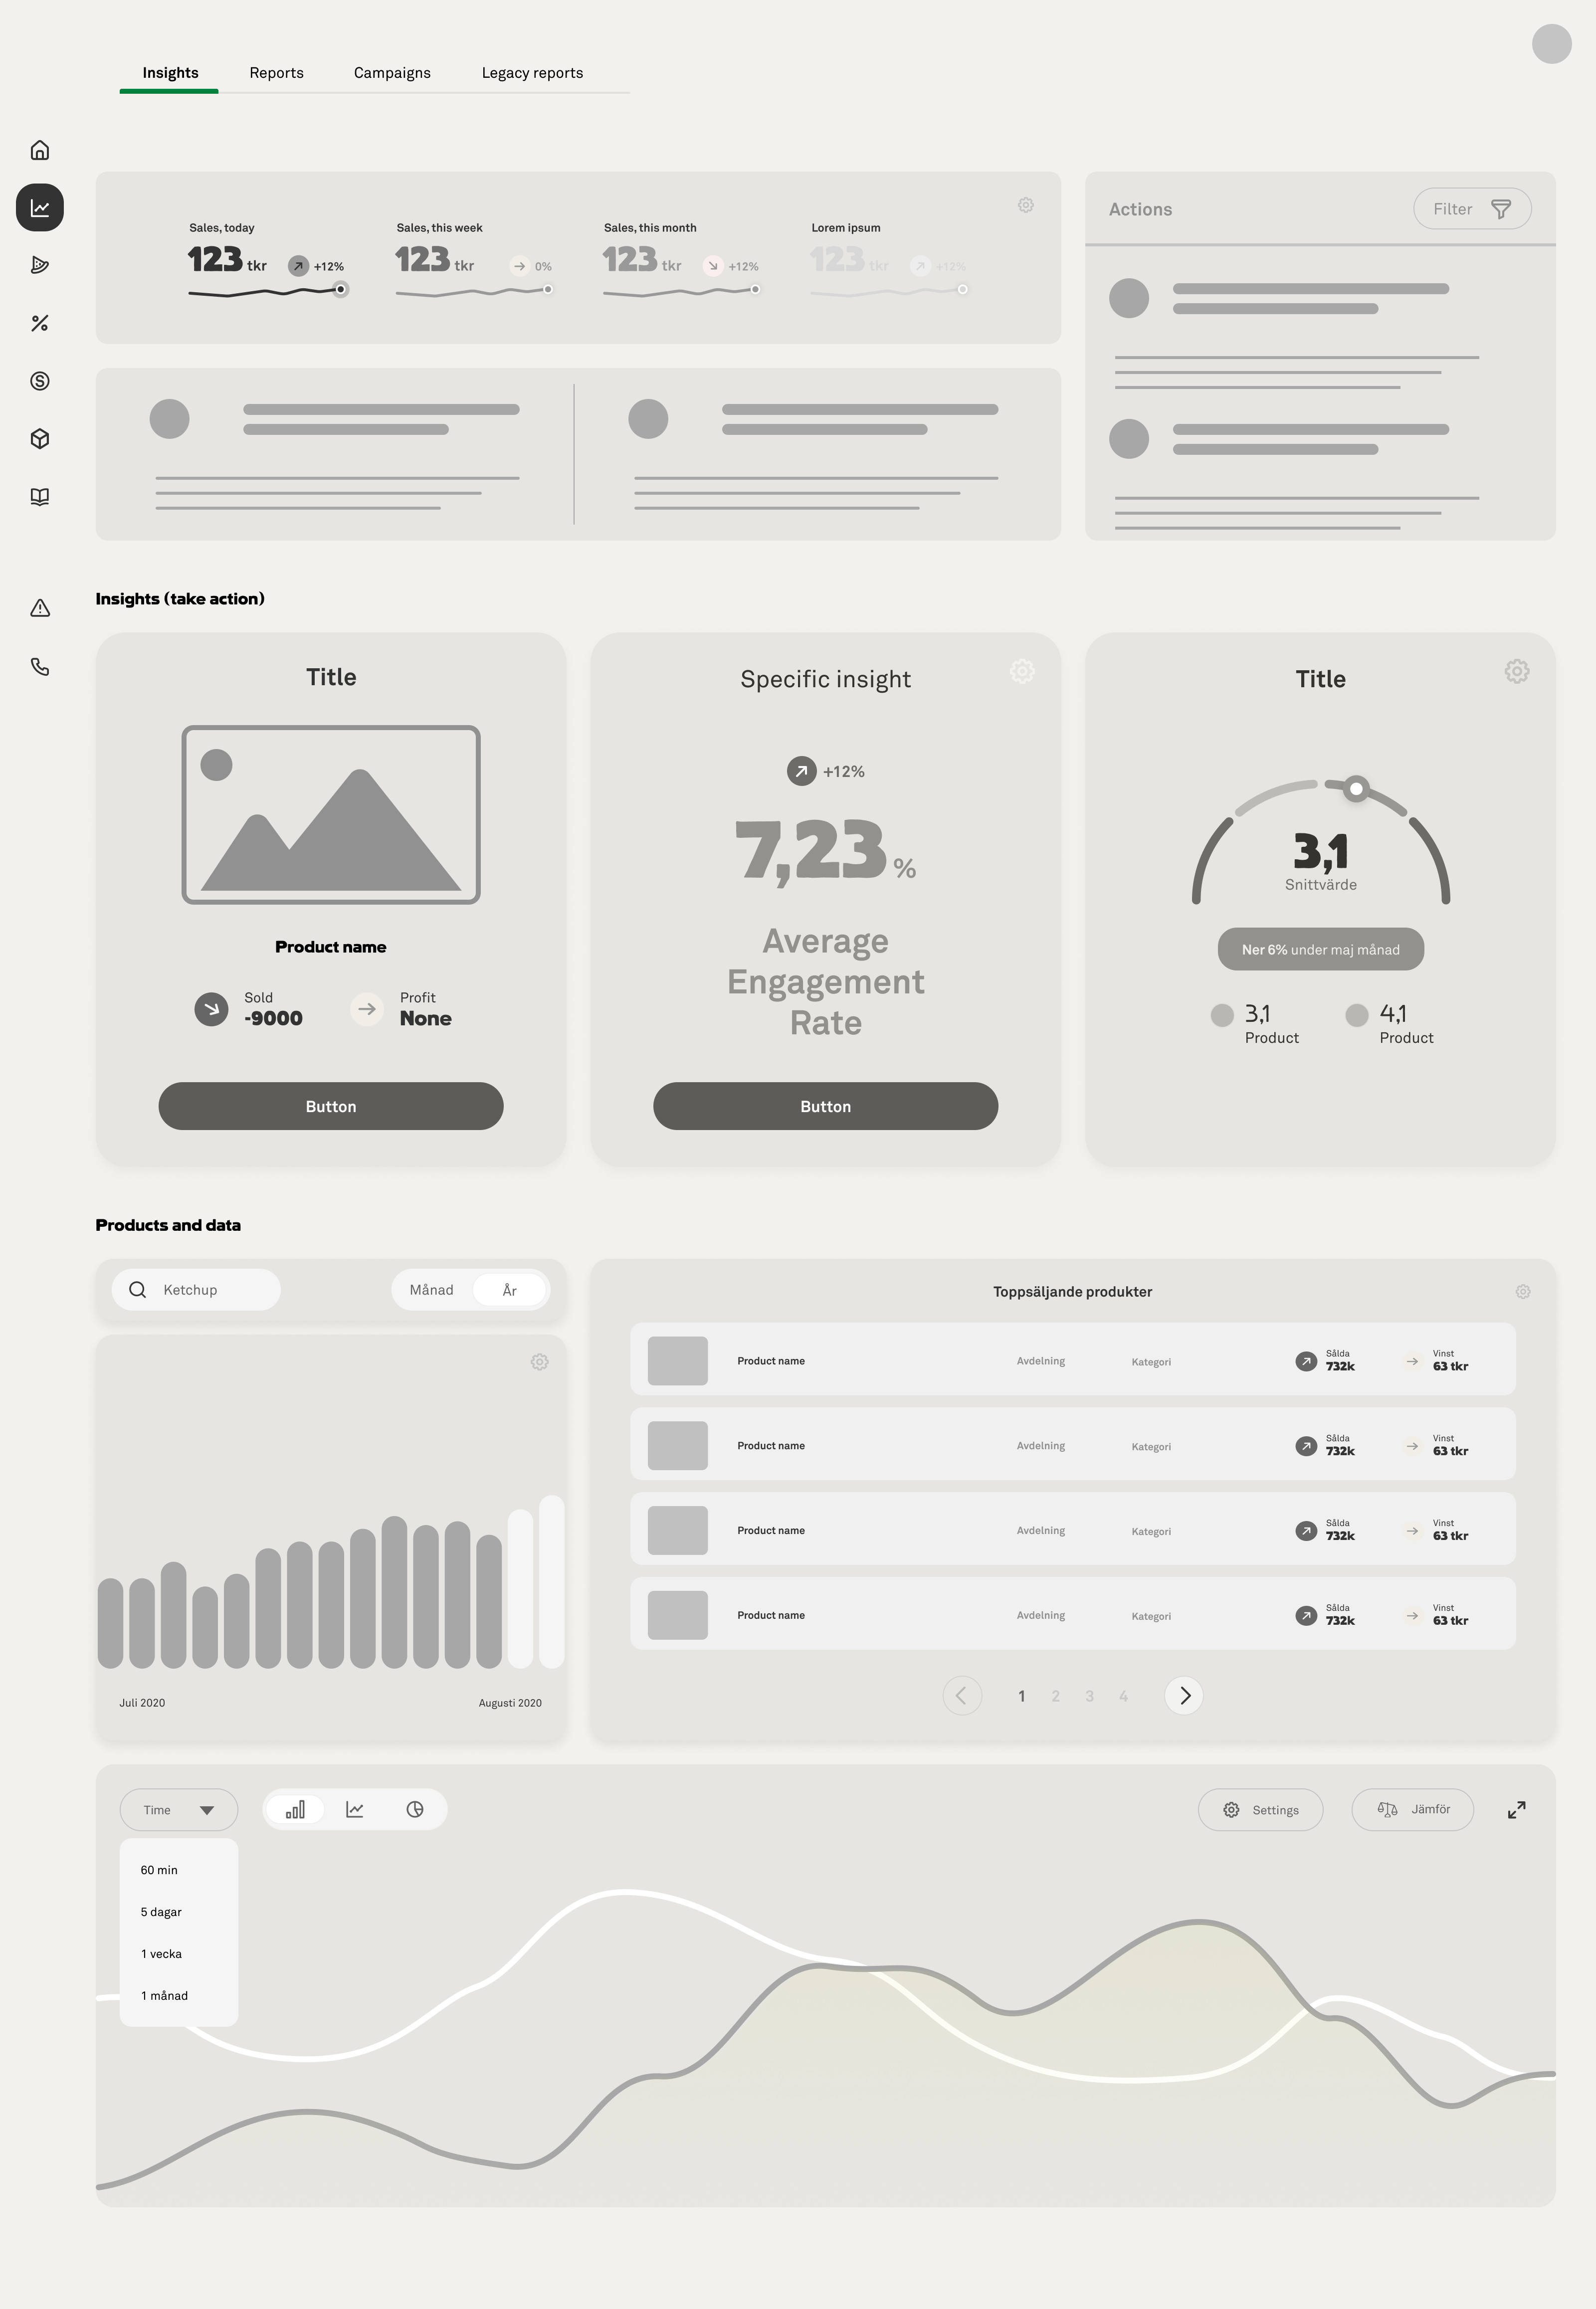 Insights
Reports
Campaigns
Legacy reports
Sales, today
123 tkr
+12%
Sales, this week
123 tkr
0%
Sales, this month
123 tkr
+12%
Lorem ipsum
123 tkr
+12%
Actions
Filter
Insights (take action)
Title
Product name
Sold
-9000
Profit
None
Button
Specific insight
+12%
7,23 %
Average
Engagement
Rate
Button
Title
3,1
Snittvärde
Ner 6% under maj månad
3,1
Product
4,1
Product
Products and data
Ketchup
Månad
År
Juli 2020
Augusti 2020
Toppsäljande produkter
Product name
Avdelning
Kategori
Sålda
732k
Vinst
63 tkr
Product name
Avdelning
Kategori
Sålda
732k
Vinst
63 tkr
Product name
Avdelning
Kategori
Sålda
732k
Vinst
63 tkr
Product name
Avdelning
Kategori
Sålda
732k
Vinst
63 tkr
1 2 3 4
Time
Settings
Jämför
60 min
5 dagar
1 vecka
1 månad